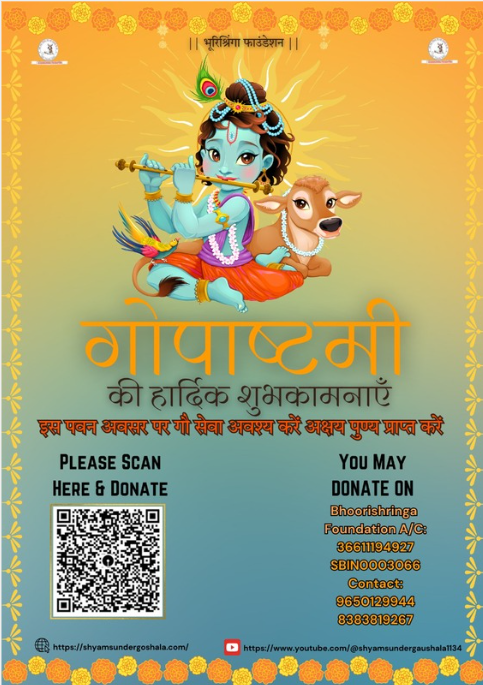 || भूरिश्रिंगा फाउंडेशन ||
गोपाष्टमी
की हार्दिक शुभकामनाएँ
इस पवन अवसर पर गौ सेवा अवश्य करें अक्षय पुण्य प्राप्त करें
PLEASE SCAN
HERE & DONATE
YOU MAY
DONATE ON
Bhoorishringa
Foundation A/C:
36611194927
SBIN0003066
Contact:
9650129944
8383819267
https://shyamsundergoshala.com/
https://www.youtube.com/@shyamsundergaushala1134